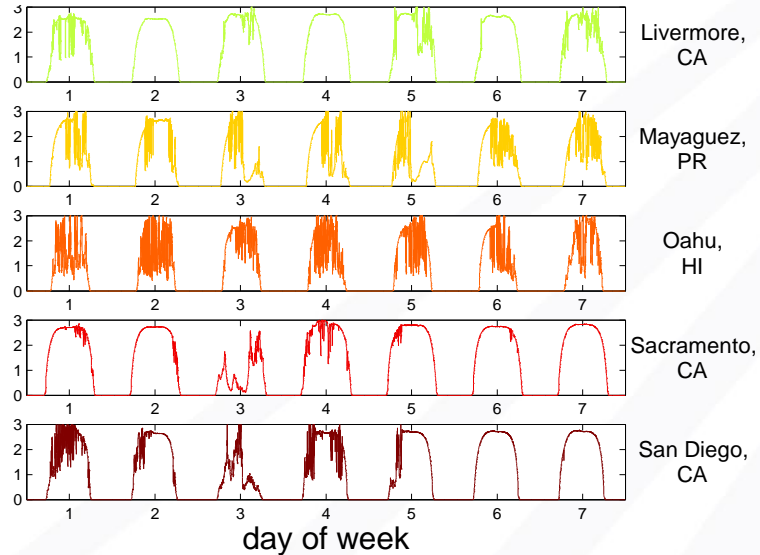 3
2
1
0
1 2 3 4 5 6 7
Livermore,
CA
3
2
1
0
1 2 3 4 5 6 7
Mayaguez,
PR
3
2
1
0
1 2 3 4 5 6 7
Oahu,
HI
3
2
1
0
1 2 3 4 5 6 7
Sacramento,
CA
3
2
1
0
1 2 3 4 5 6 7
San Diego,
CA
day of week